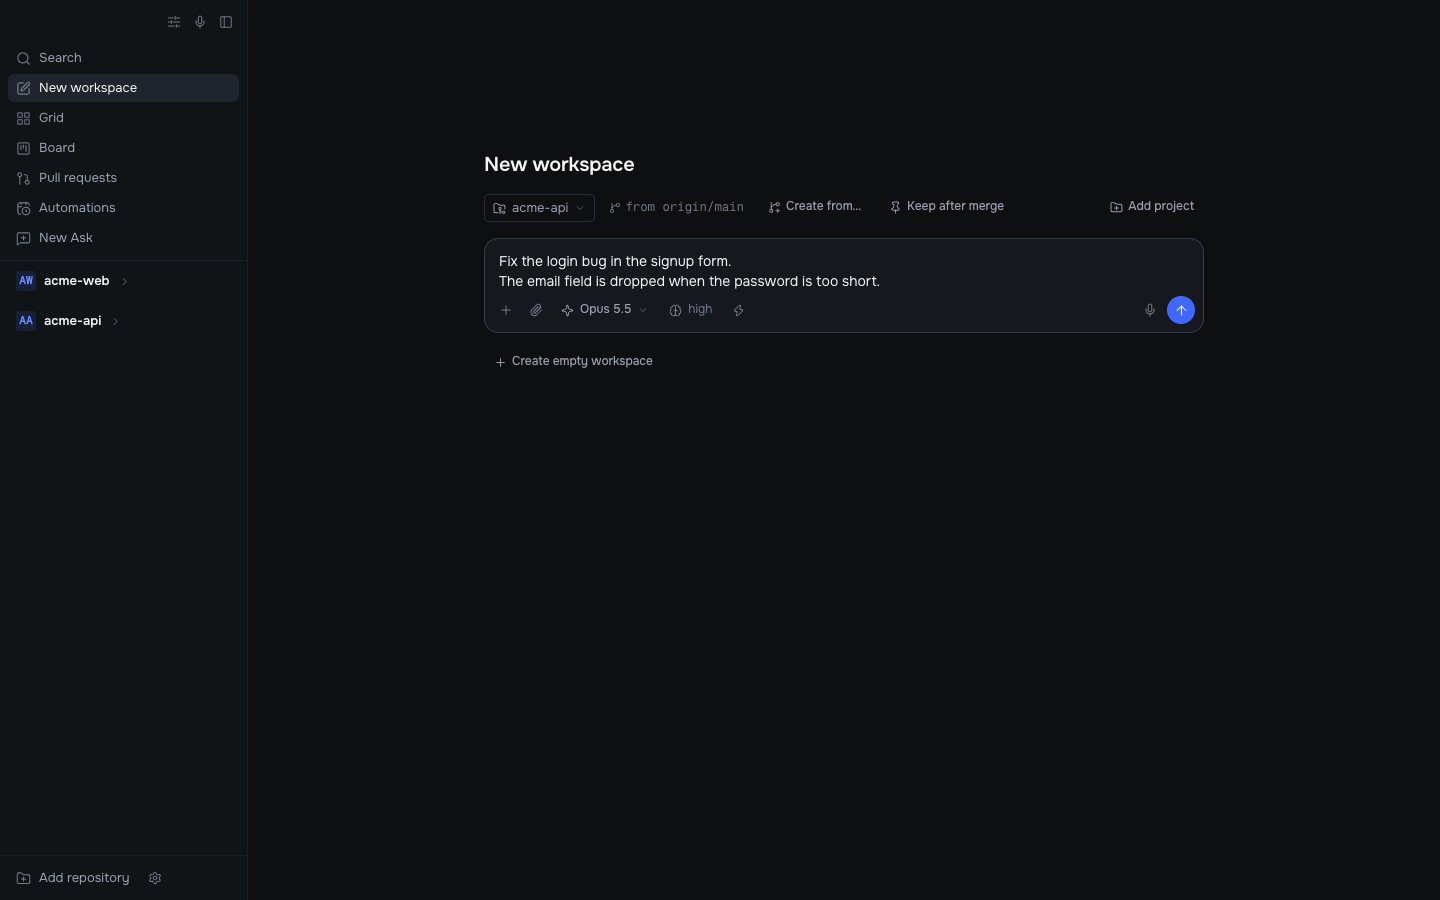 Search
New workspace
Grid
Board
Pull requests
Automations
New Ask
AW acme-web
AA acme-api
Add repository
New workspace
acme-api from origin/main Create from... Keep after merge Add project
Fix the login bug in the signup form.
The email field is dropped when the password is too short.
Opus 5.5 high
Create empty workspace